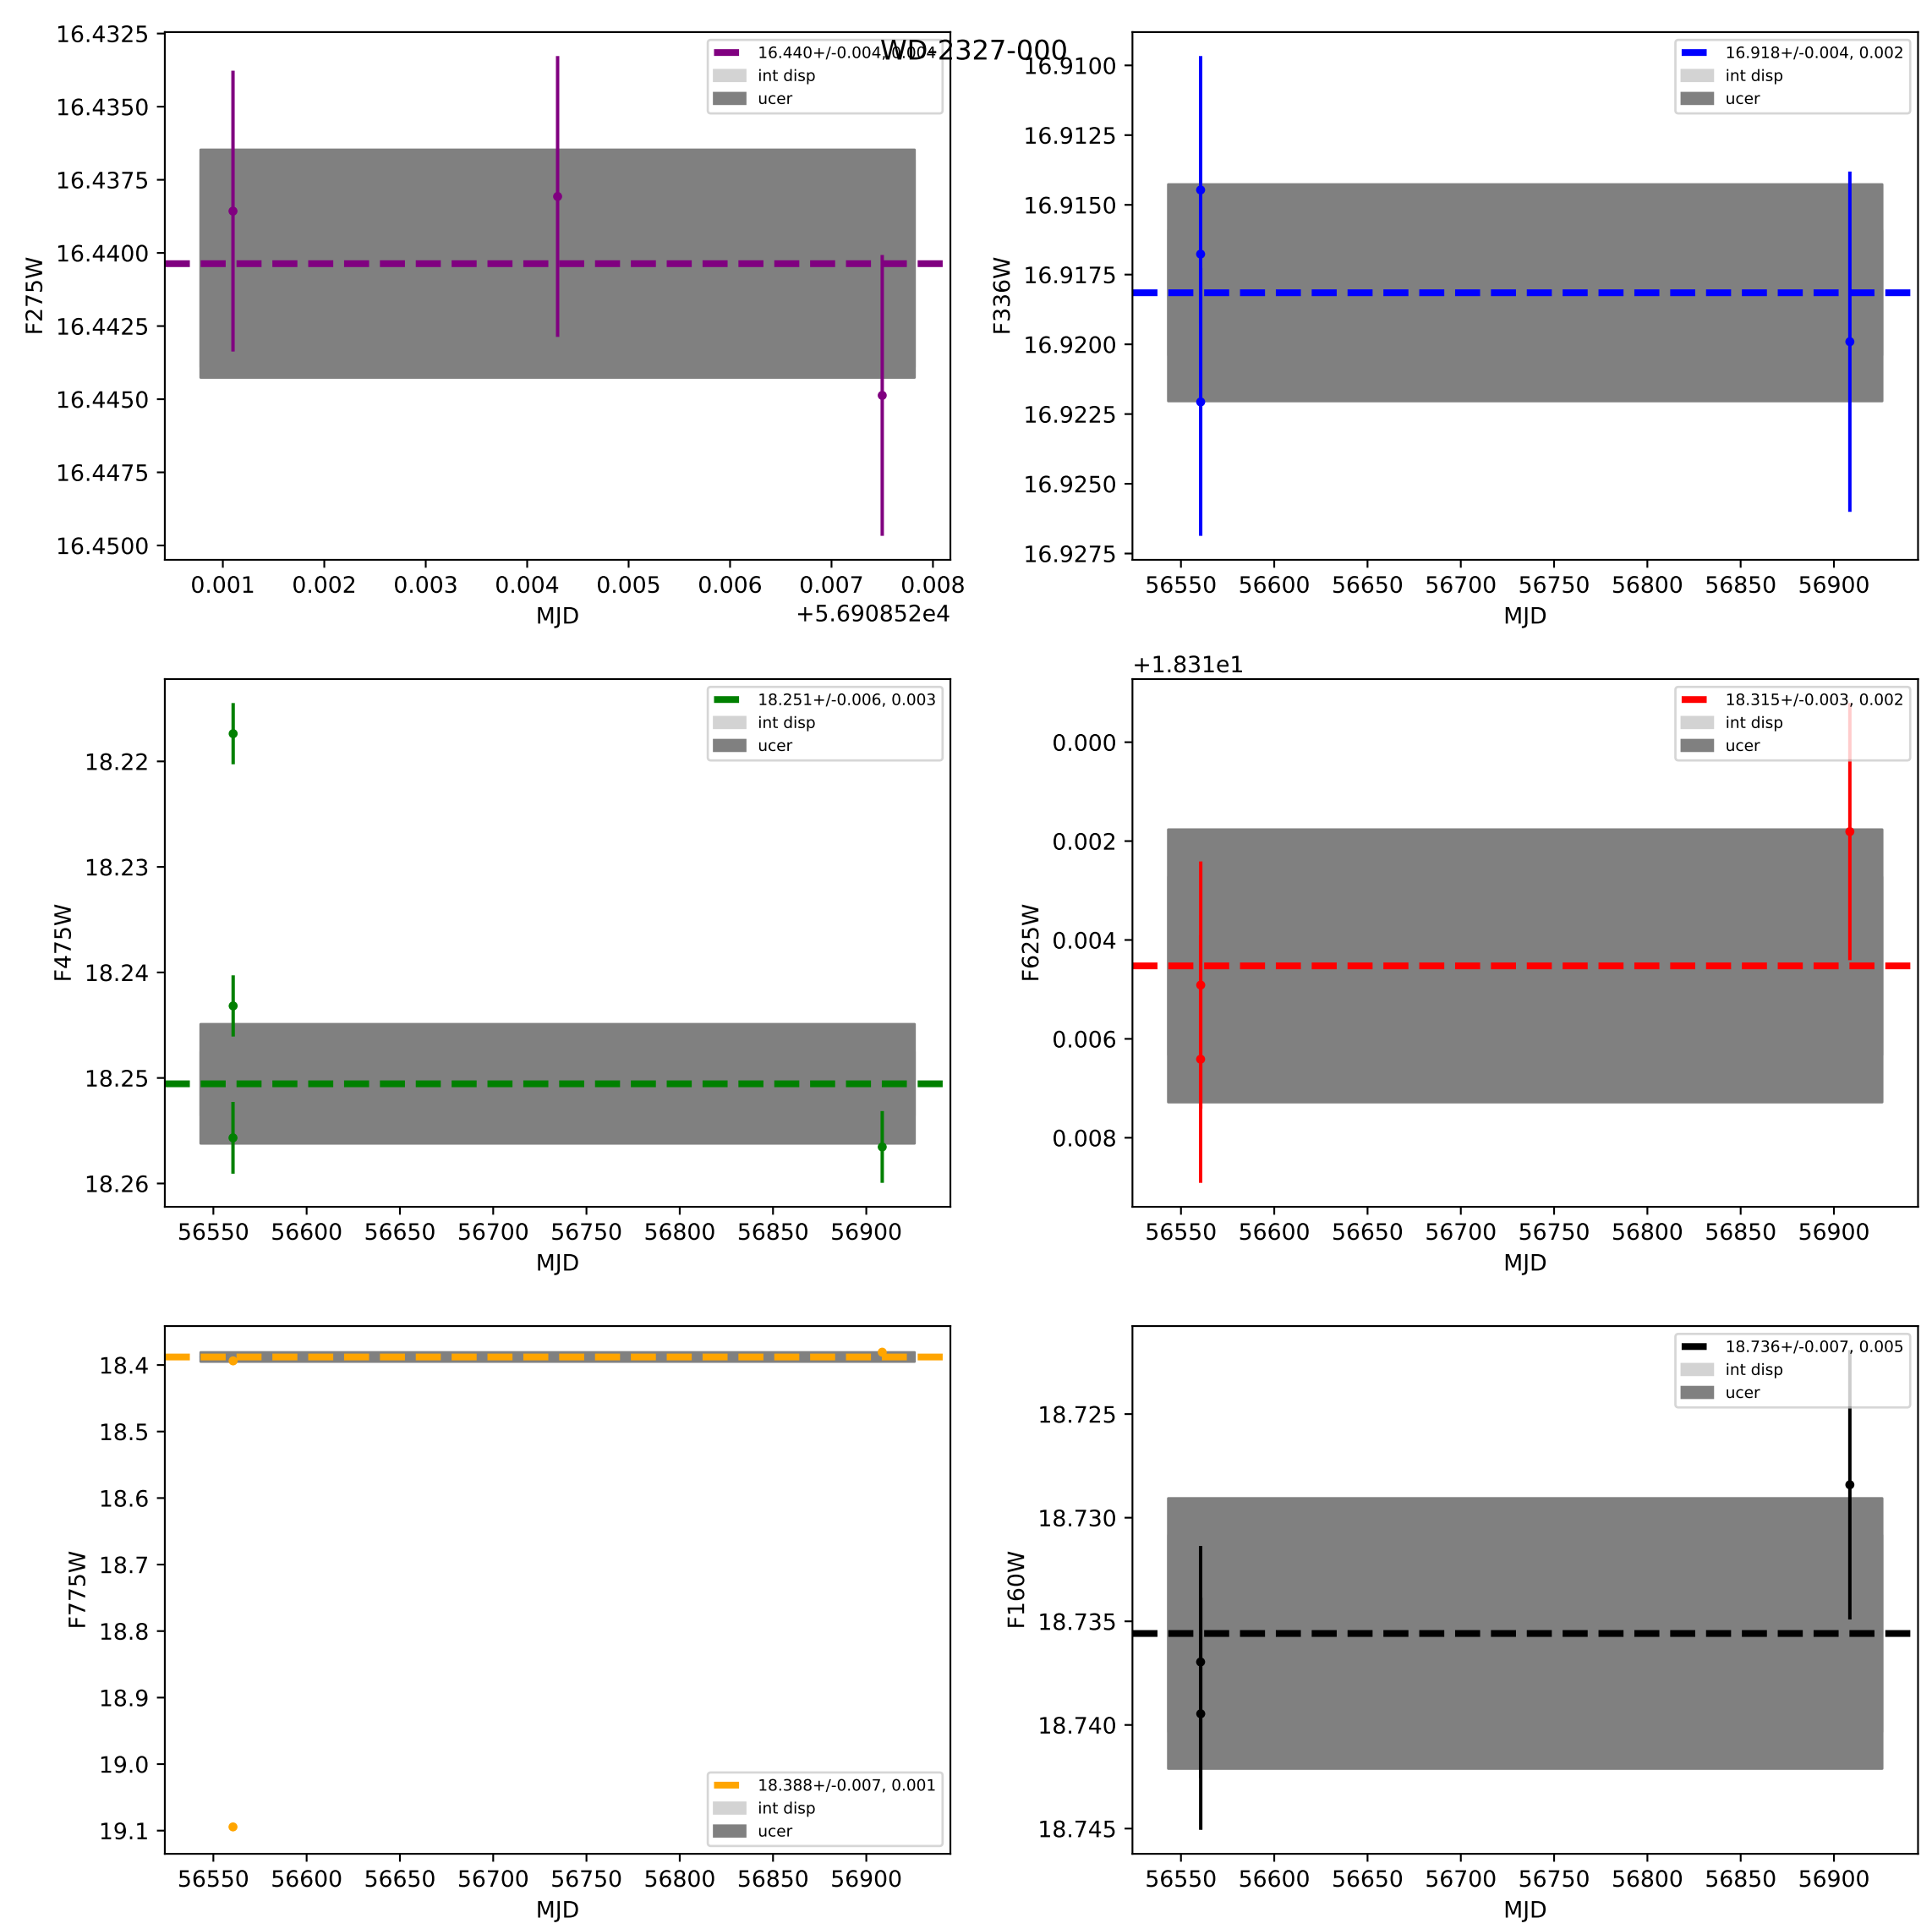 WD-2327-000
16.4325
16.4350
16.4375
16.4400
16.4425
16.4450
16.4475
16.4500
F275W
16.440+/-0.004, 0.004
int disp
ucer
0.001 0.002 0.003 0.004 0.005 0.006 0.007 0.008
+5.690852e4
MJD
16.9100
16.9125
16.9150
16.9175
16.9200
16.9225
16.9250
16.9275
F336W
16.918+/-0.004, 0.002
int disp
ucer
56550 56600 56650 56700 56750 56800 56850 56900
MJD
18.22
18.23
18.24
18.25
18.26
F475W
18.251+/-0.006, 0.003
int disp
ucer
56550 56600 56650 56700 56750 56800 56850 56900
MJD
+1.831e1
0.000
0.002
0.004
0.006
0.008
F625W
18.315+/-0.003, 0.002
int disp
ucer
56550 56600 56650 56700 56750 56800 56850 56900
MJD
18.4
18.5
18.6
18.7
18.8
18.9
19.0
19.1
F775W
18.388+/-0.007, 0.001
int disp
ucer
56550 56600 56650 56700 56750 56800 56850 56900
MJD
18.725
18.730
18.735
18.740
18.745
F160W
18.736+/-0.007, 0.005
int disp
ucer
56550 56600 56650 56700 56750 56800 56850 56900
MJD